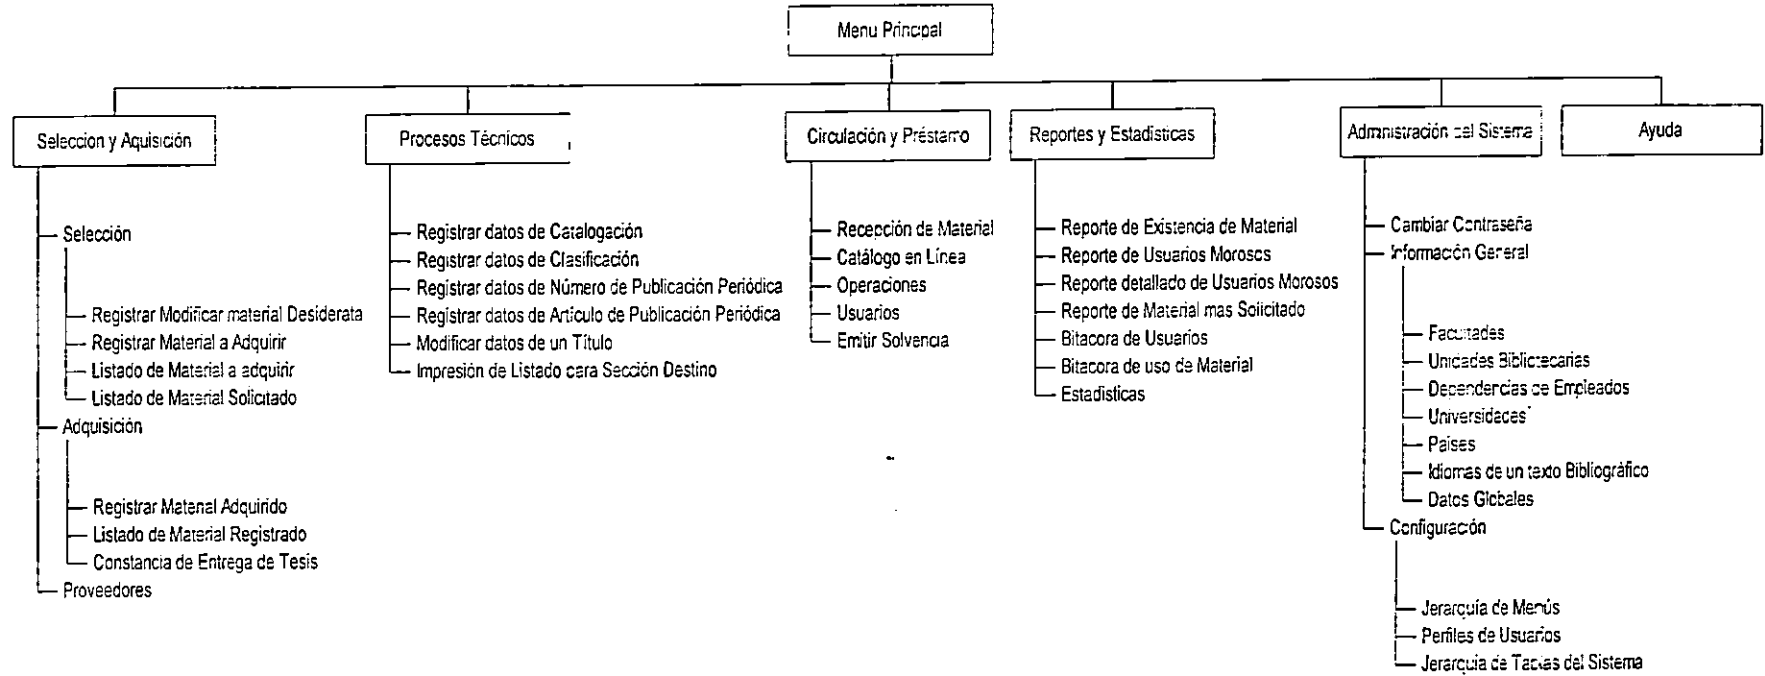 Menu Principal
Seleccion y Aquisición
Procesos Técnicos
Circulación y Préstamo
Reportes y Estadísticas
Administración del Sistema
Ayuda
Selección
Registrar Modificar material Desiderata
Registrar Material a Adquirir
Listado de Material a adquirir
Listado de Material Solicitado
Adquisición
Registrar Material Adquirido
Listado de Material Registrado
Constancia de Entrega de Tesis
Proveedores
Registrar datos de Catalogación
Registrar datos de Clasificación
Registrar datos de Número de Publicación Periódica
Registrar datos de Artículo de Publicación Periódica
Modificar datos de un Título
Impresión de Listado para Sección Destino
Recepción de Material
Catálogo en Línea
Operaciones
Usuarios
Emitir Solvencia
Reporte de Existencia de Material
Reporte de Usuarios Morosos
Reporte detallado de Usuarios Morosos
Reporte de Material mas Solicitado
Bitacora de Usuarios
Bitacora de uso de Material
Estadisticas
Cambiar Contraseña
Información General
Facultades
Unidades Bibliotecarias
Dependencias de Empleados
Universidades
Países
Idiomas de un texto Bibliográfico
Datos Globales
Configuración
Jerarquía de Menús
Perfiles de Usuarios
Jerarquía de Tablas del Sistema